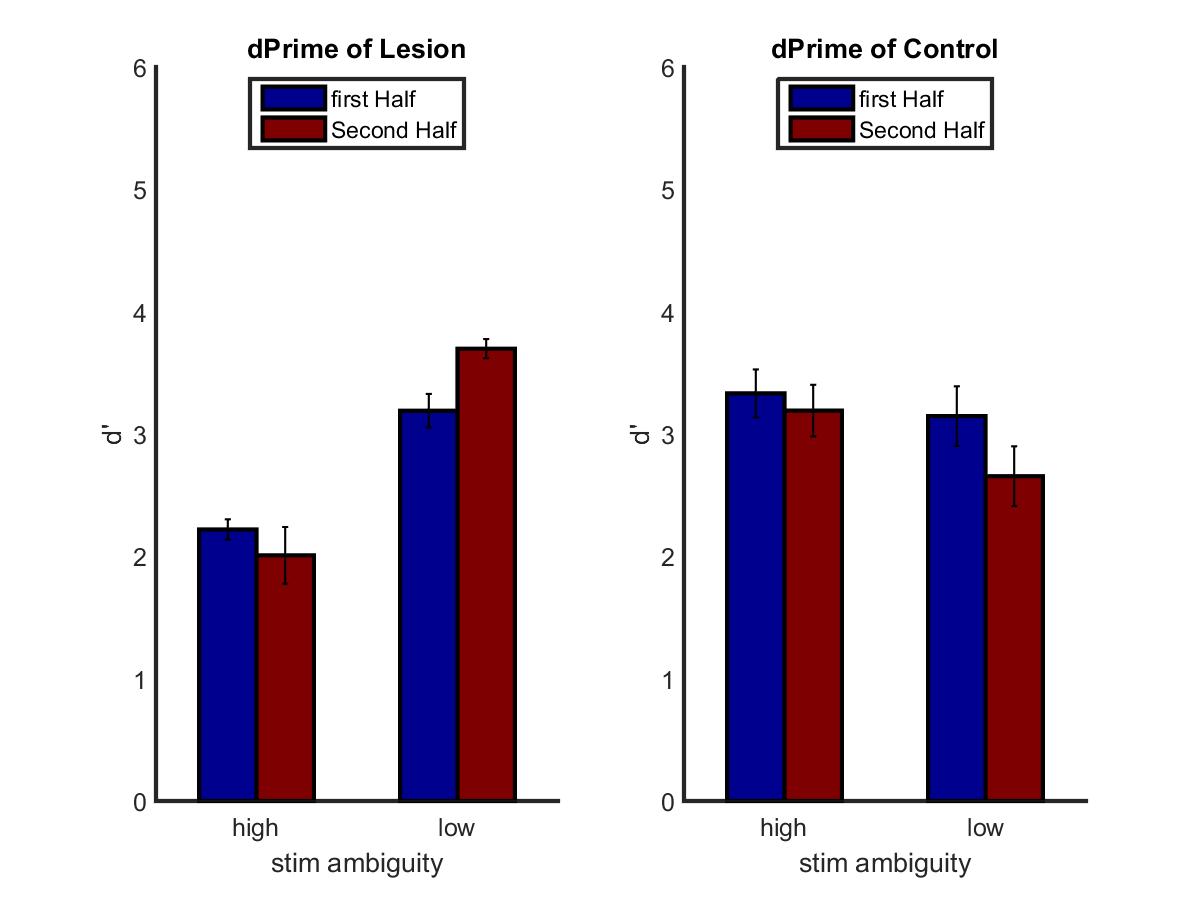 dPrime of Lesion
first Half
Second Half
6
5
4
3
2
1
0
d'
high
low
stim ambiguity
dPrime of Control
first Half
Second Half
6
5
4
3
2
1
0
d'
high
low
stim ambiguity